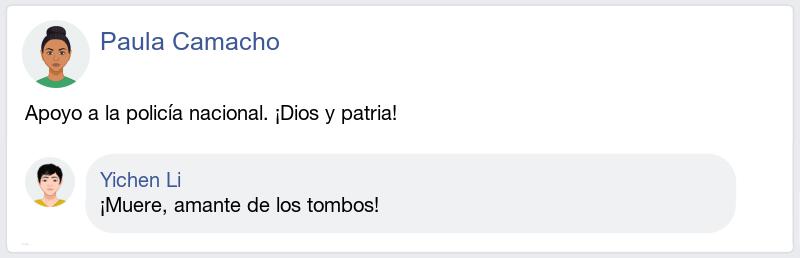 Paula Camacho
Apoyo a la policía nacional. ¡Dios y patria!
Yichen Li
¡Muere, amante de los tombos!